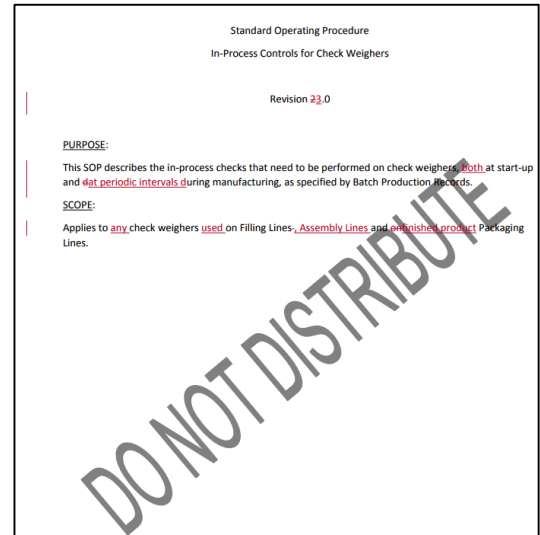 Standard Operating Procedure
In-Process Controls for Check Weighers
Revision 23.0
PURPOSE:
This SOP describes the in-process checks that need to be performed on check weighers, both at start-up
and dat periodic intervals during manufacturing, as specified by Batch Production Records.
SCOPE:
Applies to any check weighers used on Filling Lines-, Assembly Lines and onfinished product Packaging
Lines.
DO NOT DISTRIBUTE